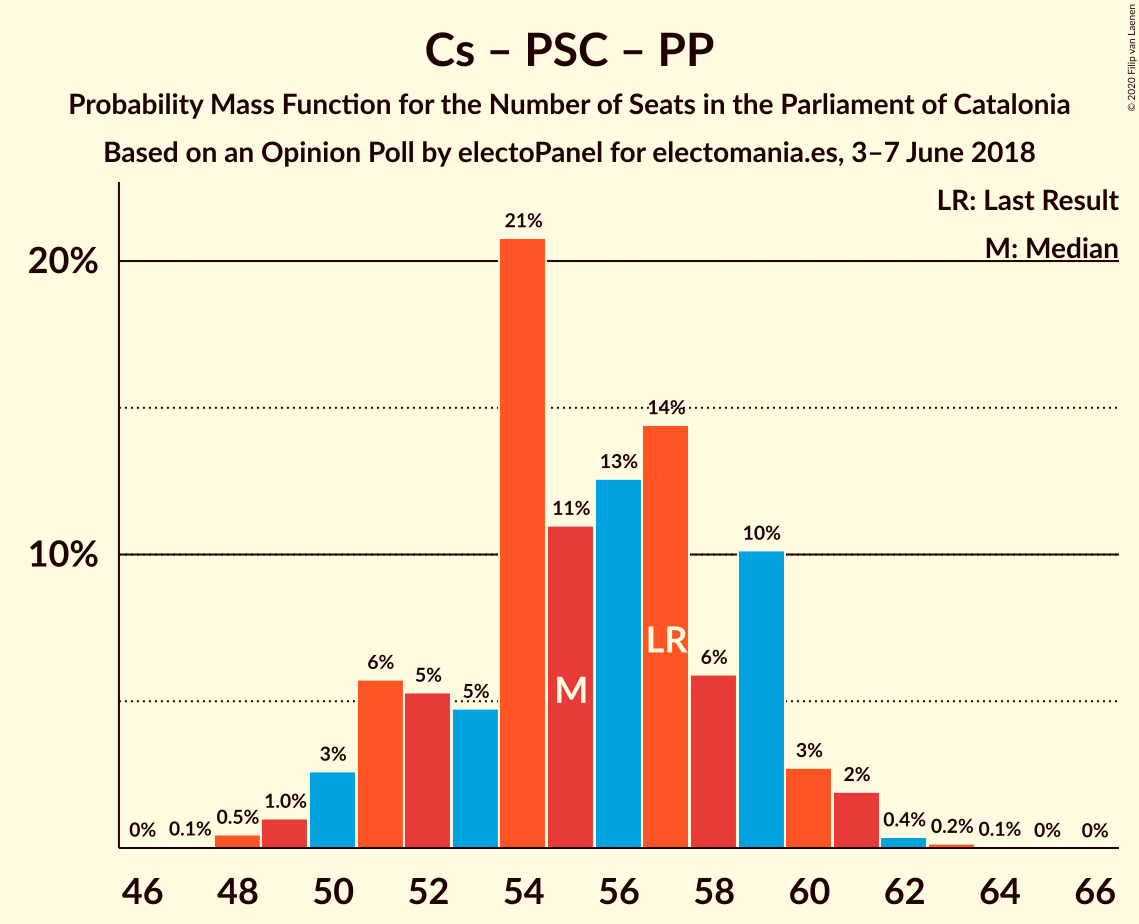 Cs – PSC – PP
Probability Mass Function for the Number of Seats in the Parliament of Catalonia
Based on an Opinion Poll by electoPanel for electomania.es, 3–7 June 2018
© 2020 Filip van Laenen
LR: Last Result
M: Median
20%
10%
0%
0.1%
0.5%
1.0%
3%
6%
5%
5%
21%
11%
13%
14%
6%
10%
3%
2%
0.4%
0.2%
0.1%
0%
0%
M
LR
46 48 50 52 54 56 58 60 62 64 66